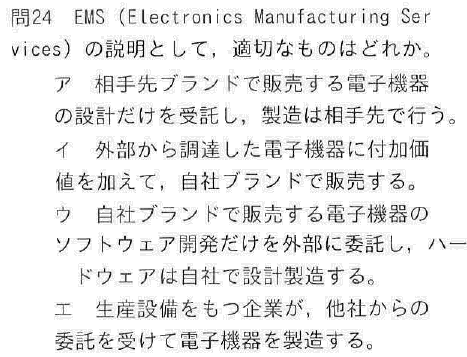 問24　EMS（Electronics Manufacturing Ser
vices）の説明として，適切なものはどれか。
ア　相手先ブランドで販売する電子機器
の設計だけを受託し，製造は相手先で行う。
イ　外部から調達した電子機器に付加価
値を加えて，自社ブランドで販売する。
ウ　自社ブランドで販売する電子機器の
ソフトウェア開発だけを外部に委託し，ハー
ドウェアは自社で設計製造する。
エ　生産設備をもつ企業が，他社からの
委託を受けて電子機器を製造する。